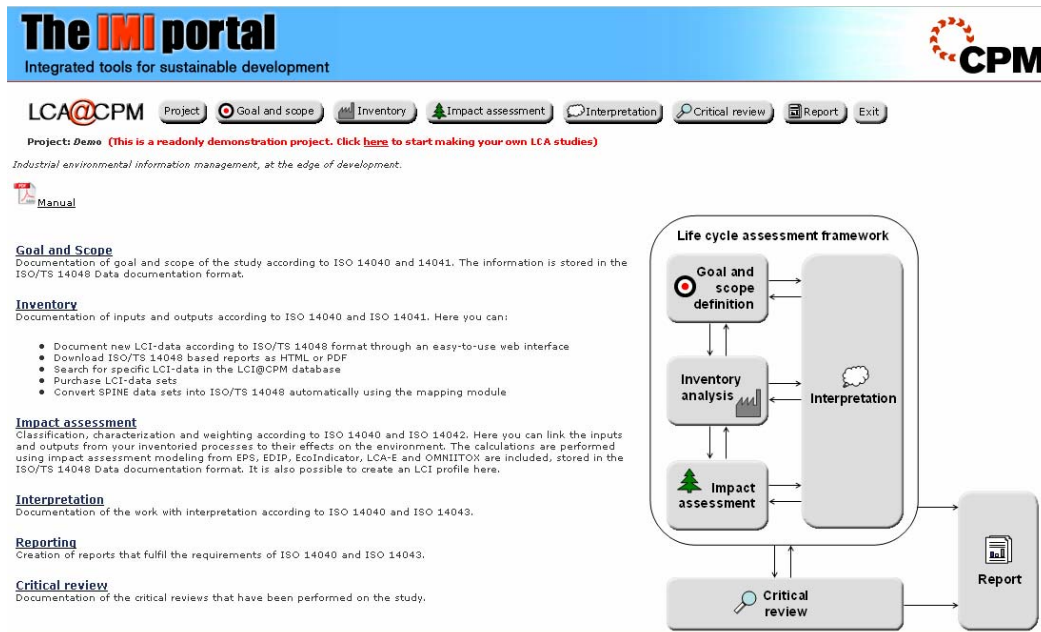 The IMI portal
Integrated tools for sustainable development
CPM
LCA@CPM
Project
Goal and scope
Inventory
Impact assessment
Interpretation
Critical review
Report
Exit
Project: Demo (This is a readonly demonstration project. Click here to start making your own LCA studies)
Industrial environmental information management, at the edge of development.
PDF
Manual
Goal and Scope
Documentation of goal and scope of the study according to ISO 14040 and 14041. The information is stored in the
ISO/TS 14048 Data documentation format.
Inventory
Documentation of inputs and outputs according to ISO 14040 and ISO 14041. Here you can:
Document new LCI-data according to ISO/TS 14048 format through an easy-to-use web interface
Download ISO/TS 14048 based reports as HTML or PDF
Search for specific LCI-data in the LCI@CPM database
Purchase LCI-data sets
Convert SPINE data sets into ISO/TS 14048 automatically using the mapping module
Impact assessment
Classification, characterization and weighting according to ISO 14040 and ISO 14042. Here you can link the inputs
and outputs from your inventoried processes to their effects on the environment. The calculations are performed
using impact assessment modeling from EPS, EDIP, EcoIndicator, LCA-E and OMNIITOX are included, stored in the
ISO/TS 14048 Data documentation format. It is also possible to create an LCI profile here.
Interpretation
Documentation of the work with interpretation according to ISO 14040 and ISO 14043.
Reporting
Creation of reports that fulfil the requirements of ISO 14040 and ISO 14043.
Critical review
Documentation of the critical reviews that have been performed on the study.
Life cycle assessment framework
Goal and
scope
definition
Inventory
analysis
Interpretation
Impact
assessment
Critical
review
Report